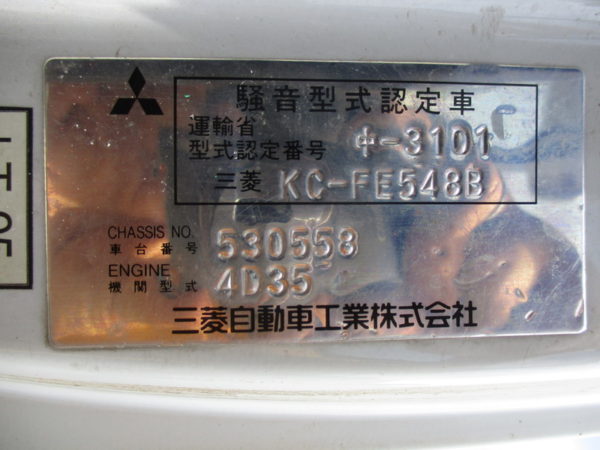 騒音型式認定車
運輸省
型式認定番号 中-3101
三菱 KC-FE548B
CHASSIS NO.
車台番号 530558
ENGINE
機関型式 4D35
三菱自動車工業株式会社